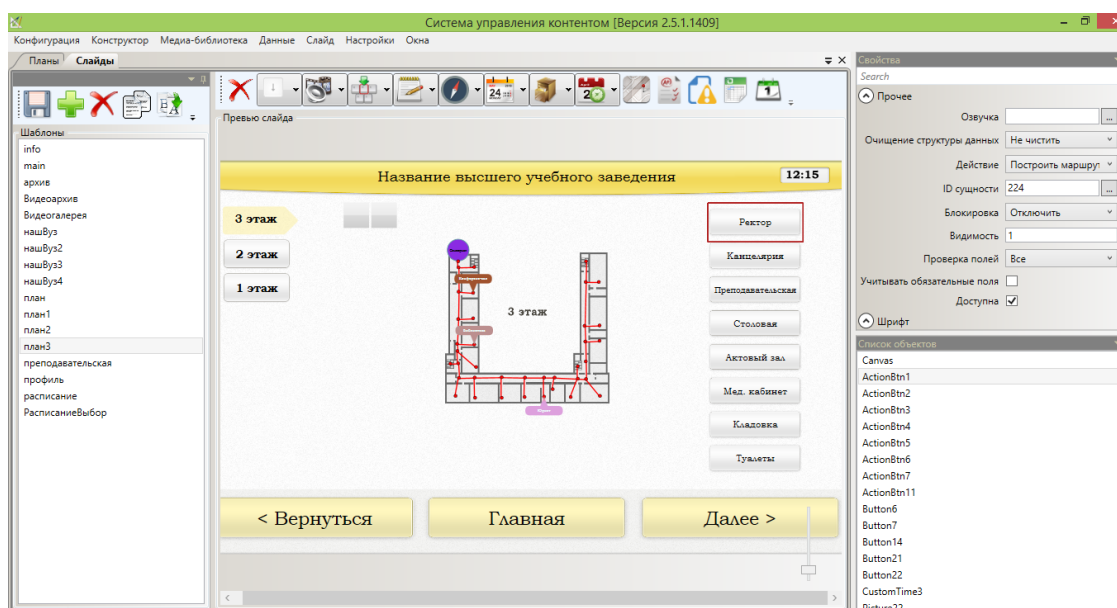 Система управления контентом [Версия 2.5.1.1409]
Конфигурация Конструктор Медиа-библиотека Данные Слайд Настройки Окна
Планы Слайды
Шаблоны
info
main
архив
Видеоархив
Видеогалерея
нашВуз
нашВуз2
нашВуз3
нашВуз4
план
план1
план2
план3
преподавательская
профиль
расписание
РасписаниеВыбор
Превью слайда
Название высшего учебного заведения
12:15
3 этаж
2 этаж
1 этаж
3 этаж
Ректор
Канцелярия
Преподавательская
Столовая
Актовый зал
Мед. кабинет
Кладовка
Туалеты
< Вернуться
Главная
Далее >
Свойства
Search
Прочее
Озвучка
Очищение структуры данных Не чистить
Действие Построить маршрут
ID сущности 224
Блокировка Отключить
Видимость 1
Проверка полей Все
Учитывать обязательные поля
Доступна
Шрифт
Список объектов
Canvas
ActionBtn1
ActionBtn2
ActionBtn3
ActionBtn4
ActionBtn5
ActionBtn6
ActionBtn7
ActionBtn11
Button6
Button7
Button14
Button21
Button22
CustomTime3
Picture22